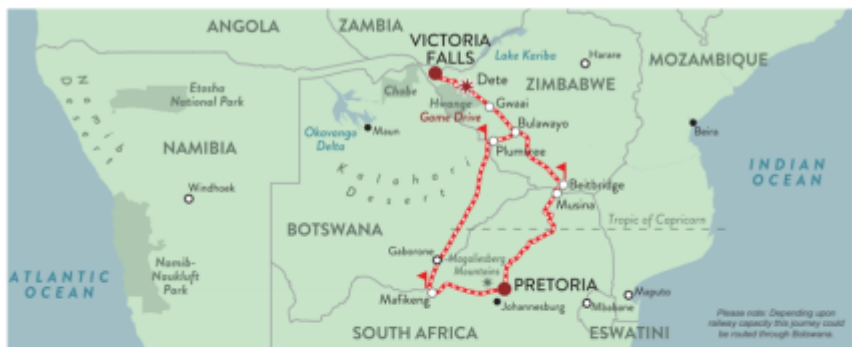 ANGOLA
ZAMBIA
VICTORIA
FALLS
Lake Kariba
Harare
MOZAMBIQUE
Namib
Desert
Etosha
National Park
Chobe
Dete
ZIMBABWE
Hwange
Game Drive
Gwaai
Bulawayo
Okavango
Delta
Maun
Plumtree
Beira
NAMIBIA
Kalahari
Desert
INDIAN
OCEAN
Windhoek
Beitbridge
Musina
BOTSWANA
Tropic of Capricorn
Gaborone
Magaliesberg
Mountains
Namib-
Naukluft
Park
ATLANTIC
OCEAN
PRETORIA
Mafikeng
Johannesburg
Mbabane
Maputo
SOUTH AFRICA
ESWATINI
Please note: Depending upon
railway capacity this journey could
be routed through Botswana.